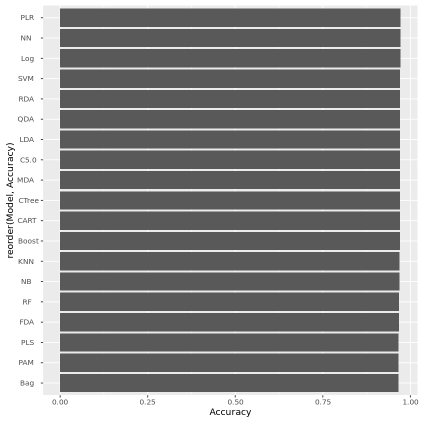 PLR
NN
Log
SVM
RDA
QDA
LDA
C5.0
MDA
CTree
CART
Boost
KNN
NB
RF
FDA
PLS
PAM
Bag
reorder(Model, Accuracy)
0.00 0.25 0.50 0.75 1.00
Accuracy